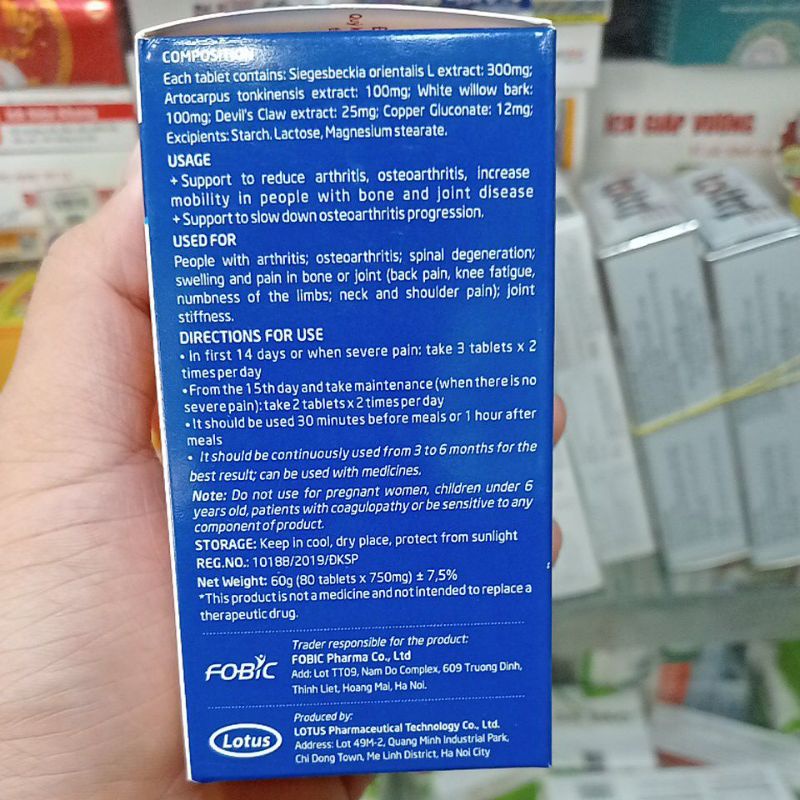 COMPOSITION
Each tablet contains: Siegesbeckia orientalis L extract: 300mg;
Artocarpus tonkinensis extract: 100mg; White willow bark:
100mg; Devil's Claw extract: 25mg; Copper Gluconate: 12mg;
Excipients: Starch. Lactose, Magnesium stearate.
USAGE
+ Support to reduce arthritis, osteoarthritis, increase
mobility in people with bone and joint disease
+ Support to slow down osteoarthritis progression.
USED FOR
People with arthritis; osteoarthritis; spinal degeneration;
swelling and pain in bone or joint (back pain, knee fatigue,
numbness of the limbs; neck and shoulder pain); joint
stiffness.
DIRECTIONS FOR USE
• In first 14 days or when severe pain: take 3 tablets x 2
times per day
• From the 15th day and take maintenance (when there is no
severe pain): take 2 tablets x 2 times per day
• It should be used 30 minutes before meals or 1 hour after
meals
• It should be continuously used from 3 to 6 months for the
best result; can be used with medicines.
Note: Do not use for pregnant women, children under 6
years old, patients with coagulopathy or be sensitive to any
component of product.
STORAGE: Keep in cool, dry place, protect from sunlight
REG.NO.: 10188/2019/ĐKSP
Net Weight: 60g (80 tablets x 750mg) ± 7,5%
*This product is not a medicine and not intended to replace a
therapeutic drug.
FOBIC
Trader responsible for the product:
FOBIC Pharma Co., Ltd
Add: Lot TT09, Nam Do Complex, 609 Truong Dinh,
Thinh Liet, Hoang Mai, Ha Noi.
Lotus
Produced by:
LOTUS Pharmaceutical Technology Co., Ltd.
Address: Lot 49M-2, Quang Minh Industrial Park,
Chi Dong Town, Me Linh District, Ha Noi City